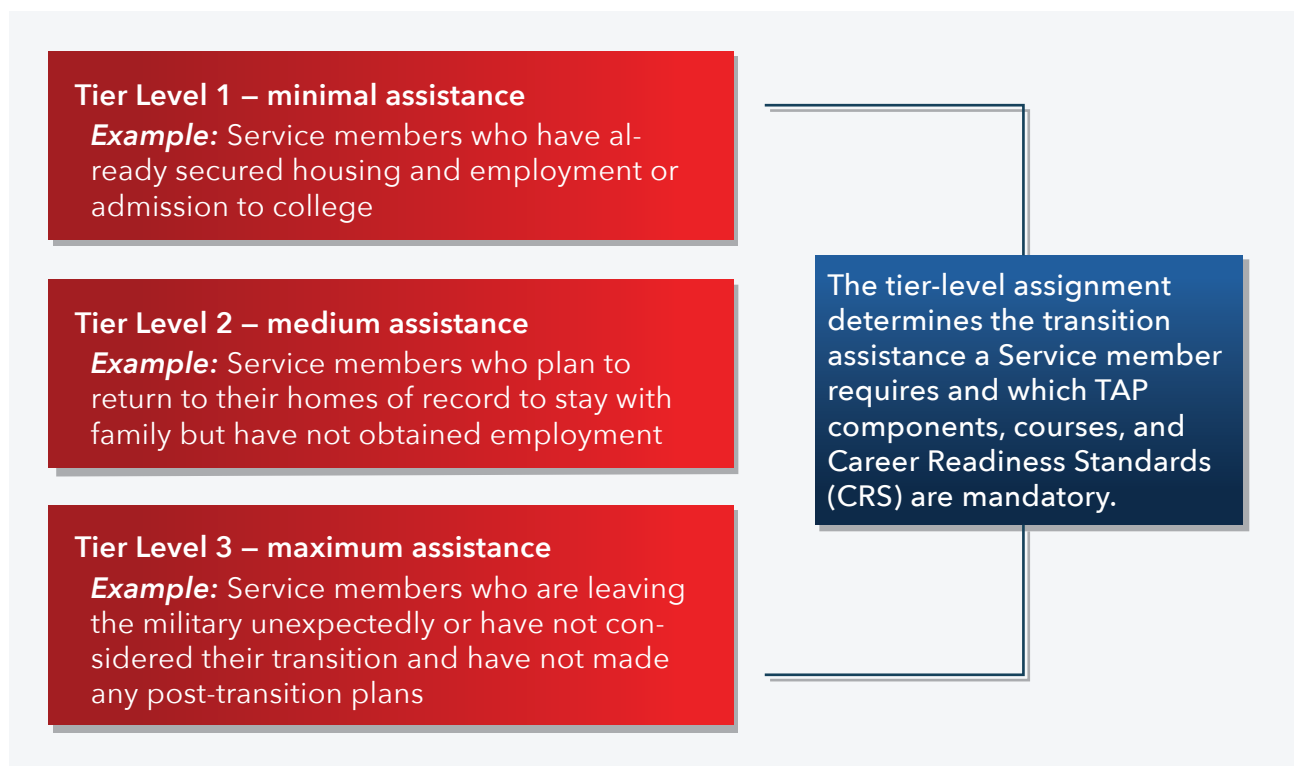 Tier Level 1 – minimal assistance
Example: Service members who have al-
ready secured housing and employment or
admission to college
Tier Level 2 – medium assistance
Example: Service members who plan to
return to their homes of record to stay with
family but have not obtained employment
Tier Level 3 – maximum assistance
Example: Service members who are leaving
the military unexpectedly or have not con-
sidered their transition and have not made
any post-transition plans
The tier-level assignment
determines the transition
assistance a Service member
requires and which TAP
components, courses, and
Career Readiness Standards
(CRS) are mandatory.